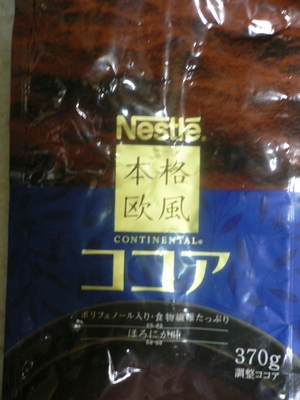 Nestlé
本格
欧風
CONTINENTAL®
ココア
ポリフェノール入り・食物繊維たっぷり
ほろにが味
370g
調整ココア